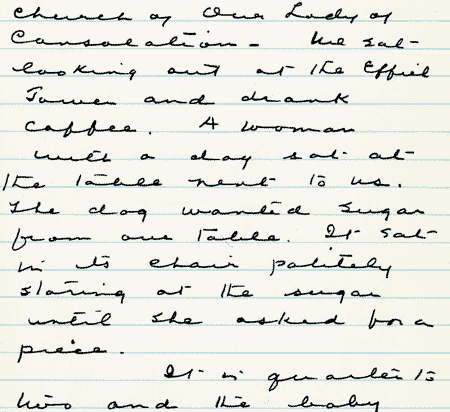 Church of Our Lady of
Consolation - We sat
looking out at the Effiel
Tower and drank
coffee. A woman
with a dog sat at
the table next to us.
The dog wanted sugar
from our table. It sat
in its chair politely
staring at the sugar
until she asked for a
piece.
It is quarter to
two and the baby